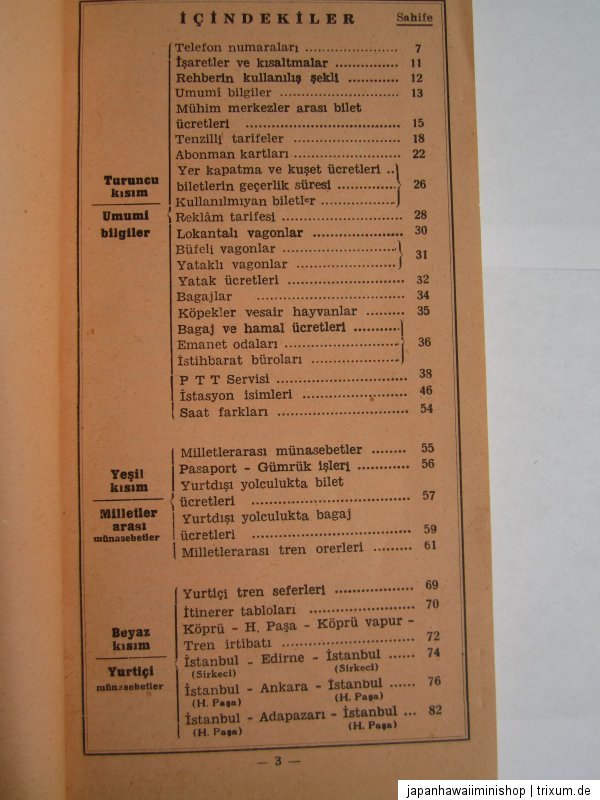 İÇİNDEKİLER Sahife
Telefon numaraları .................... 7
İşaretler ve kısaltmalar .............. 11
Rehberin kullanılış şekli ............ 12
Umumî bilgiler .......................... 13
Mühim merkezler arası bilet
ücretleri ................................ 15
Tenzilli tarifeler ........................ 18
Abonman kartları ...................... 22
Yer kapatma ve kuşet ücretleri ..
Turuncu
biletlerin geçerlik süresi ............ 26
kısım
Kullanılmıyan biletler ................
Umumi
Reklâm tarifesi ........................ 28
bilgiler
Lokantalı vagonlar .................... 30
Büfeli vagonlar ........................
Yataklı vagonlar ...................... 31
Yatak ücretleri ........................ 32
Bagajlar .............................. 34
Köpekler vesair hayvanlar ......... 35
Bagaj ve hamal ücretleri ..........
Emanet odaları ........................ 36
İstihbarat büroları ....................
P T T Servisi .......................... 38
İstasyon isimleri ...................... 46
Saat farkları .......................... 54
Milletlerarası münasebetler ........ 55
Yeşil
Pasaport - Gümrük işleri ............ 56
kısım
Yurtdışı yolculukta bilet
ücretleri .............................. 57
Milletler
arası
münasebetler
Yurtdışı yolculukta bagaj
ücretleri .............................. 59
Milletlerarası tren orerleri ......... 61
Yurtiçi tren seferleri ................ 69
İtinerer tabloları ...................... 70
Köprü - H. Paşa - Köprü vapur -
Beyaz
kısım
Tren irtibatı .......................... 72
Yurtiçi
münasebetler
İstanbul - Edirne - İstanbul ...... 74
(Sirkeci) (Sirkeci)
İstanbul - Ankara - İstanbul ...... 76
(H. Paşa) (H. Paşa)
İstanbul - Adapazarı - İstanbul ... 82
(H. Paşa) (H. Paşa)
— 3 —
japanhawaiiminishop | trixum.de